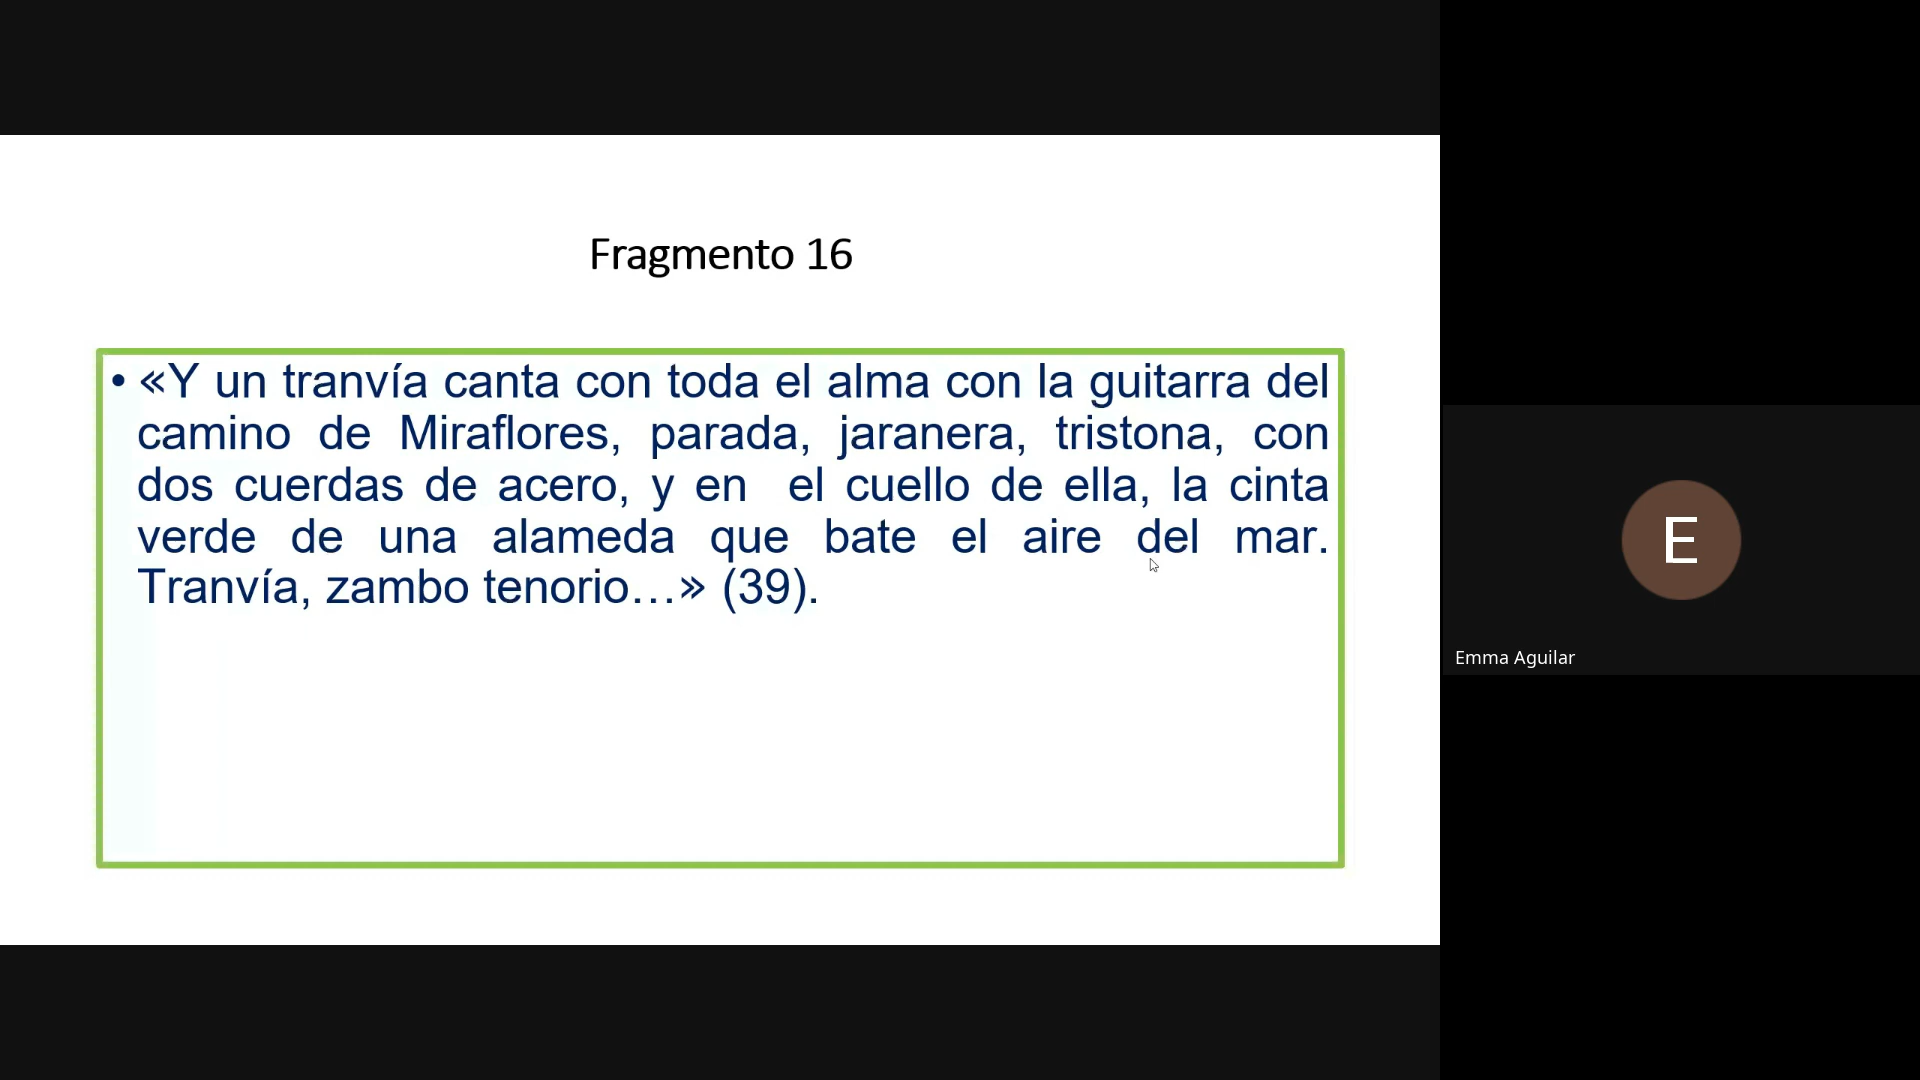 Fragmento 16
• «Y un tranvía canta con toda el alma con la guitarra del
camino de Miraflores, parada, jaranera, tristona, con
dos cuerdas de acero, y en el cuello de ella, la cinta
verde de una alameda que bate el aire del mar.
Tranvía, zambo tenorio…» (39).
E
Emma Aguilar